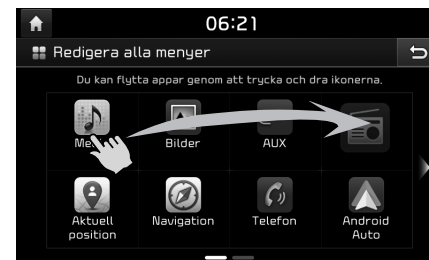 06:21
Redigera alla menyer
Du kan flytta appar genom att trycka och dra ikonerna.
Bilder
AUX
Aktuell
position
Navigation
Telefon
Android
Auto